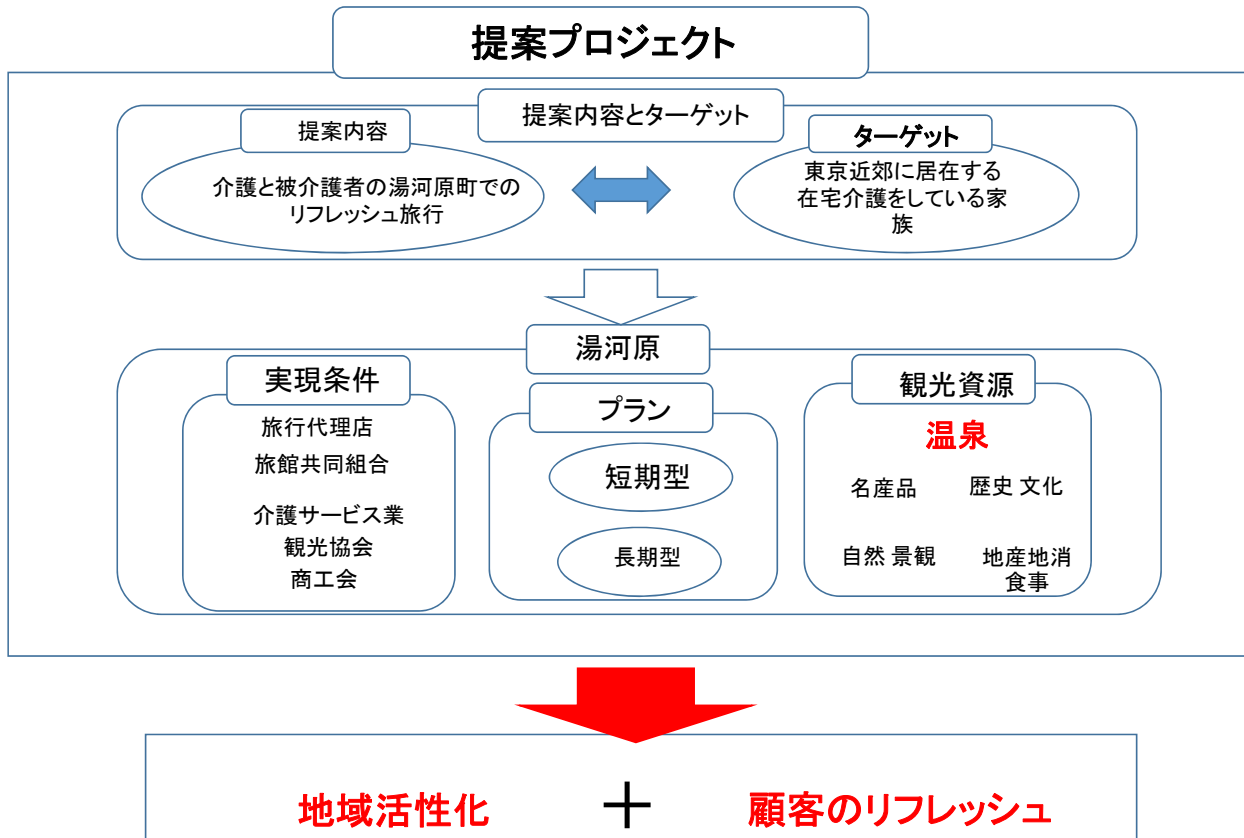 提案プロジェクト
提案内容とターゲット
提案内容
介護と被介護者の湯河原町での
リフレッシュ旅行
ターゲット
東京近郊に居在する
在宅介護をしている家
族
湯河原
実現条件
旅行代理店
旅館共同組合
介護サービス業
観光協会
商工会
プラン
短期型
長期型
観光資源
温泉
名産品
歴史 文化
自然 景観
地産地消
食事
地域活性化
＋
顧客のリフレッシュ